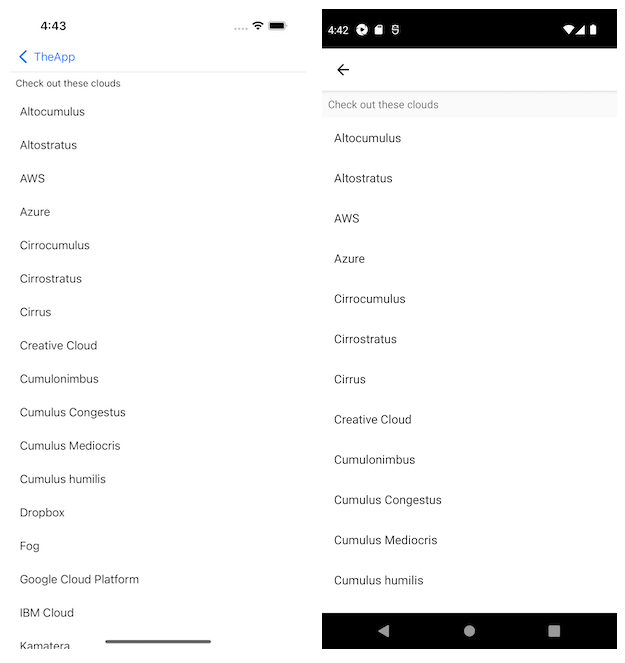 4:43
TheApp
Check out these clouds
Altocumulus
Altostratus
AWS
Azure
Cirrocumulus
Cirrostratus
Cirrus
Creative Cloud
Cumulonimbus
Cumulus Congestus
Cumulus Mediocris
Cumulus humilis
Dropbox
Fog
Google Cloud Platform
IBM Cloud
Kamatera
4:42
Check out these clouds
Altocumulus
Altostratus
AWS
Azure
Cirrocumulus
Cirrostratus
Cirrus
Creative Cloud
Cumulonimbus
Cumulus Congestus
Cumulus Mediocris
Cumulus humilis